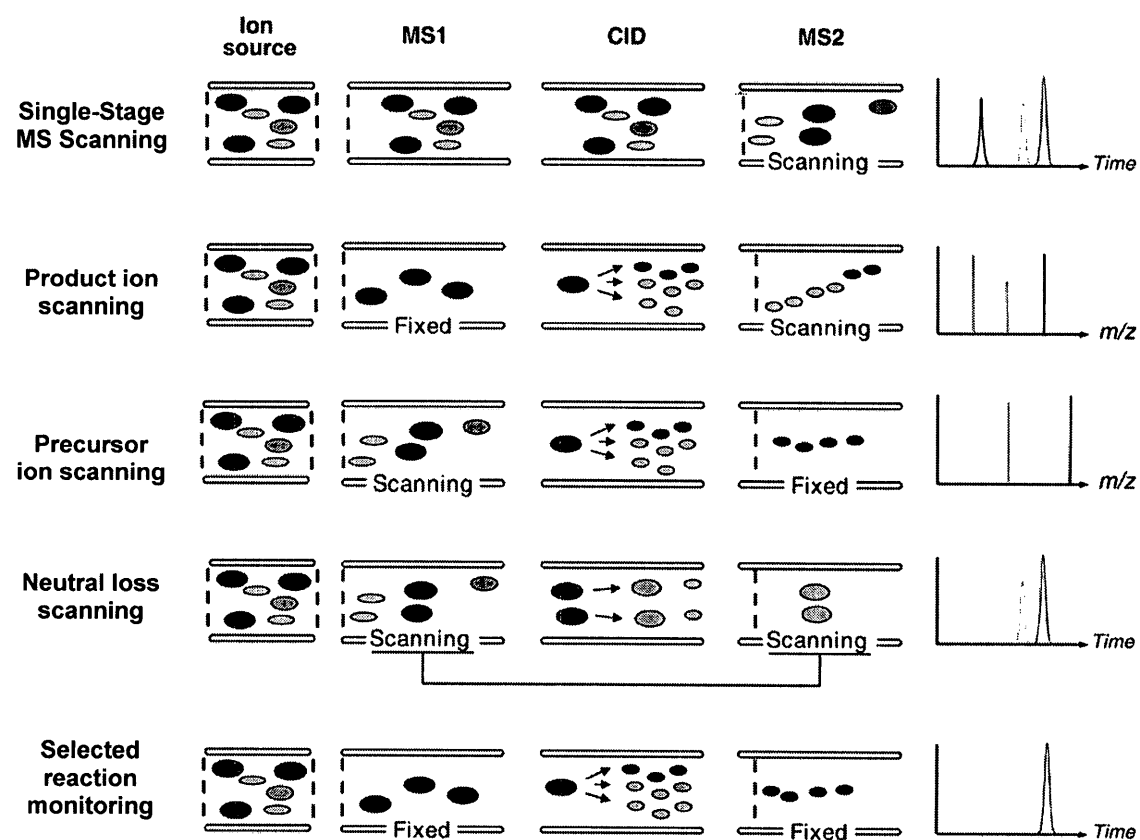 Ion
source
MS1
CID
MS2
Single-Stage
MS Scanning
Scanning
Time
Product ion
scanning
Fixed
Scanning
m/z
Precursor
ion scanning
Scanning
Fixed
m/z
Neutral loss
scanning
Scanning
Scanning
Time
Selected
reaction
monitoring
Fixed
Fixed
Time